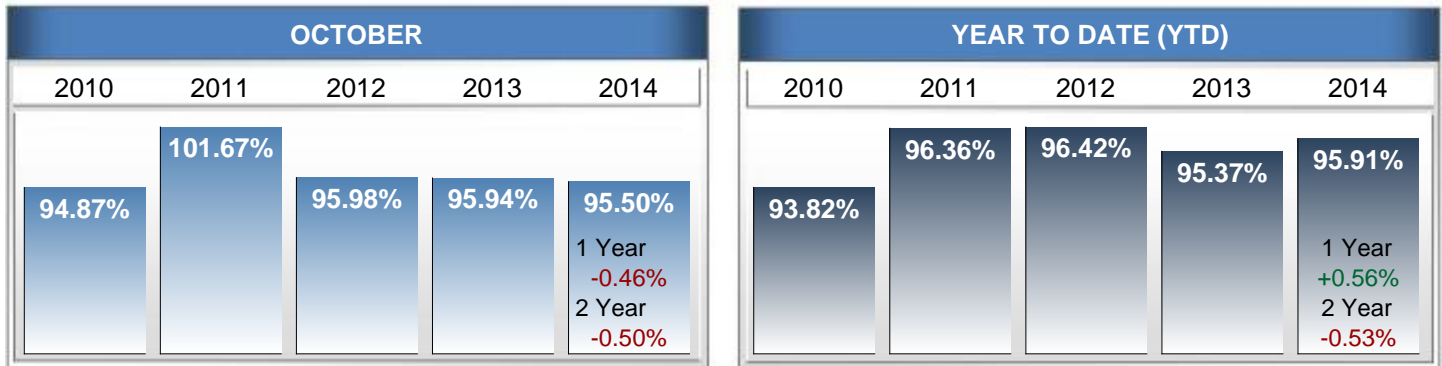 OCTOBER
2010 2011 2012 2013 2014
94.87% 101.67% 95.98% 95.94% 95.50%
1 Year
-0.46%
2 Year
-0.50%
YEAR TO DATE (YTD)
2010 2011 2012 2013 2014
93.82% 96.36% 96.42% 95.37% 95.91%
1 Year
+0.56%
2 Year
-0.53%